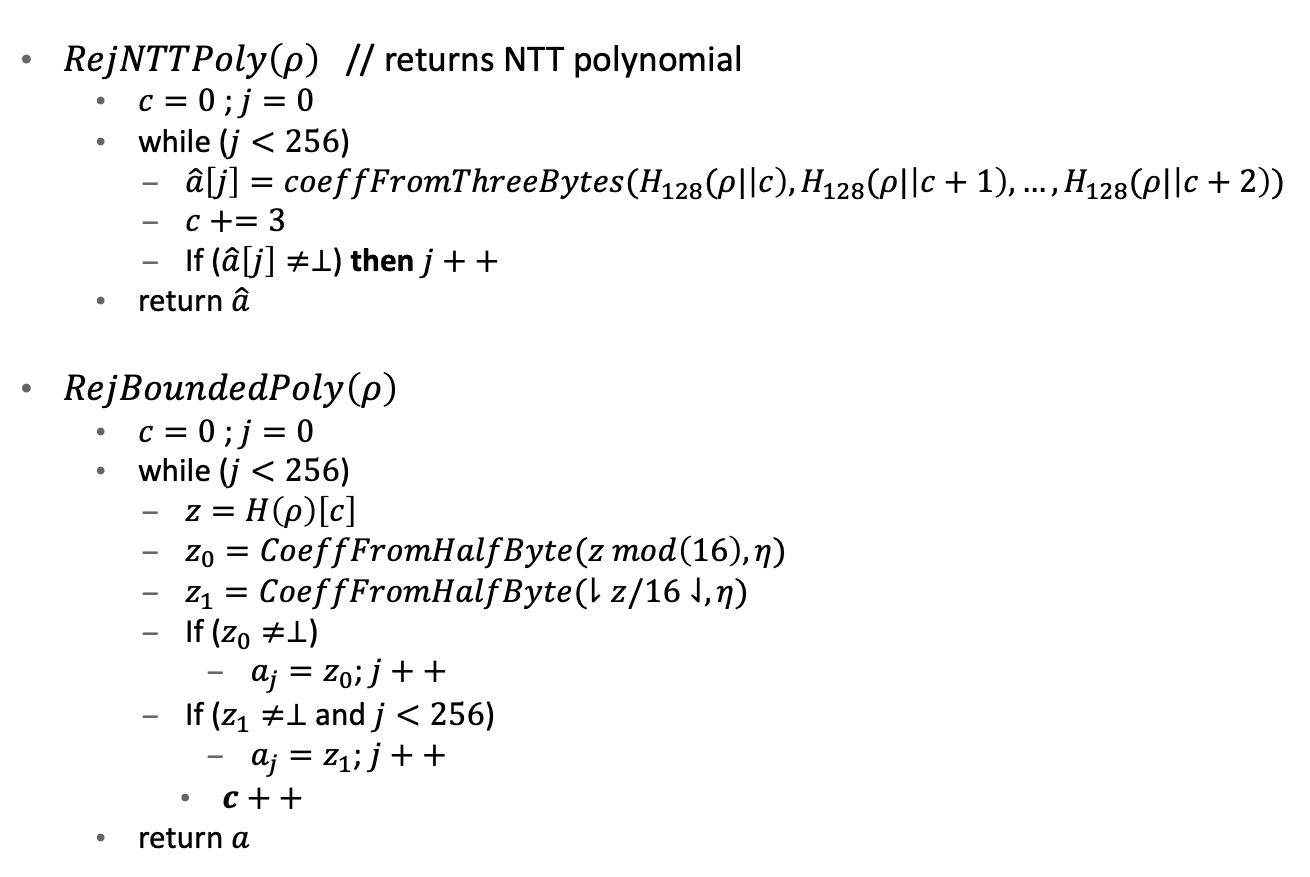 • RejNTTPoly(ρ) // returns NTT polynomial
• c = 0 ; j = 0
• while (j < 256)
– â[j] = coeffFromThreeBytes(H₁₂₈(ρ||c), H₁₂₈(ρ||c + 1), … , H₁₂₈(ρ||c + 2))
– c += 3
– If (â[j] ≠⊥) then j + +
• return â
• RejBoundedPoly(ρ)
• c = 0 ; j = 0
• while (j < 256)
– z = H(ρ)[c]
– z₀ = CoeffFromHalfByte(z mod(16), η)
– z₁ = CoeffFromHalfByte(⇂ z/16 ⇃, η)
– If (z₀ ≠⊥)
– aⱼ = z₀; j + +
– If (z₁ ≠⊥ and j < 256)
– aⱼ = z₁; j + +
• c + +
• return a